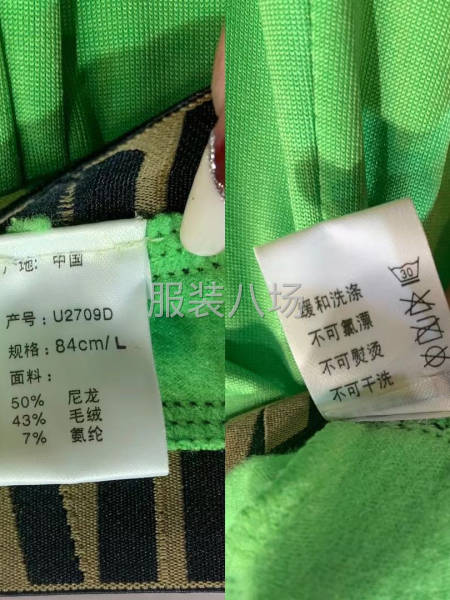 产地: 中国
产号: U2709D
规格: 84cm/L
面料:
50% 尼龙
43% 毛绒
7% 氨纶
服装八场
30
缓和洗涤
不可氯漂
不可熨烫
不可干洗